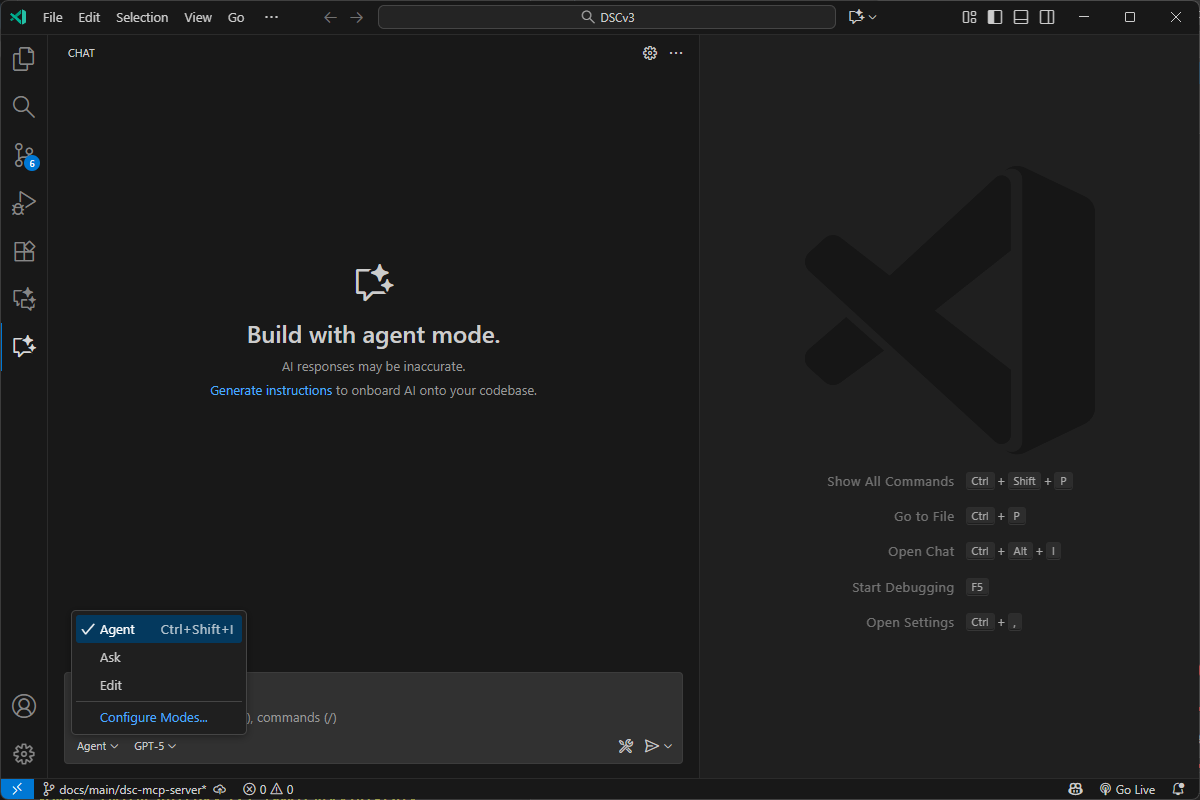 File Edit Selection View Go ··· DSCv3
CHAT
6
Build with agent mode.
AI responses may be inaccurate.
Generate instructions to onboard AI onto your codebase.
Show All Commands Ctrl + Shift + P
Go to File Ctrl + P
Open Chat Ctrl + Alt + I
Start Debugging F5
Open Settings Ctrl + ,
Agent Ctrl+Shift+I
Ask
Edit
Configure Modes...
), commands (/)
Agent GPT-5
docs/main/dsc-mcp-server* 0 0 Go Live